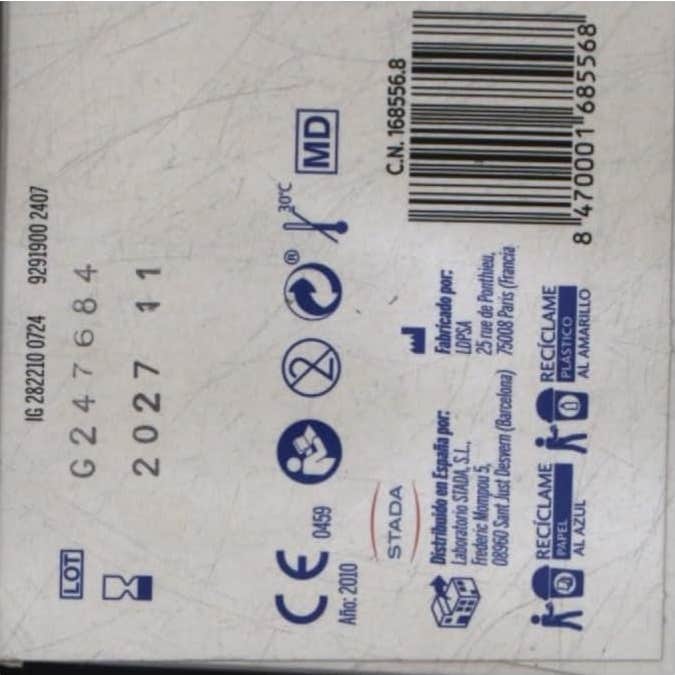 IG 282210 0724 9291900 2407
LOT G247684
2027 11
CE 0459
Año: 2010
30°C
MD
STADA
C.N. 168556.8
8 470001 685568
Distribuido en España por:
Laboratorio STADA, S.L.,
Frederic Mompou 5,
08960 Sant Just Desvern (Barcelona)
Fabricado por:
LDPSA
25 rue de Ponthieu,
75008 Paris (Francia
RECÍCLAME
PAPEL
AL AZUL
RECÍCLAME
PLÁSTICO
AL AMARILLO